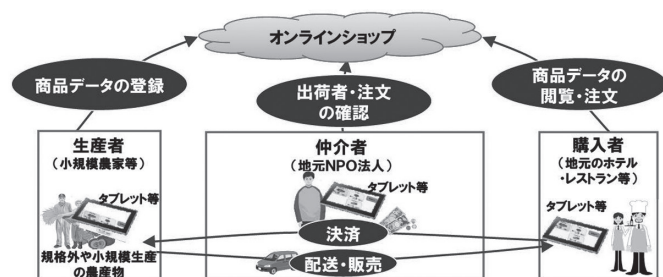 オンラインショップ
商品データの登録
出荷者・注文
の確認
商品データの
閲覧・注文
生産者
(小規模農家等)
タブレット等
規格外や小規模生産
の農産物
仲介者
(地元NPO法人)
タブレット等
決済
配送・販売
購入者
(地元のホテル
・レストラン等)
タブレット等